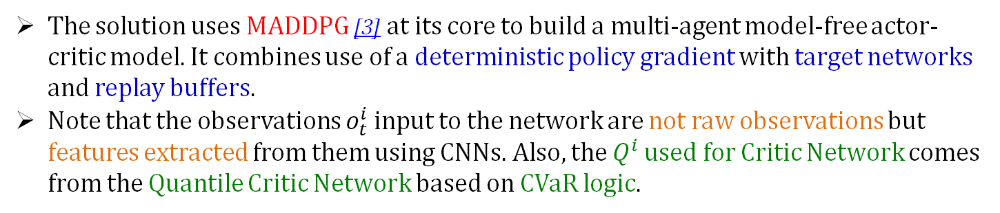 ➢ The solution uses MADDPG [3] at its core to build a multi-agent model-free actor-
critic model. It combines use of a deterministic policy gradient with target networks
and replay buffers.
➢ Note that the observations $o_t^i$ input to the network are not raw observations but
features extracted from them using CNNs. Also, the $Q^i$ used for Critic Network comes
from the Quantile Critic Network based on CVaR logic.